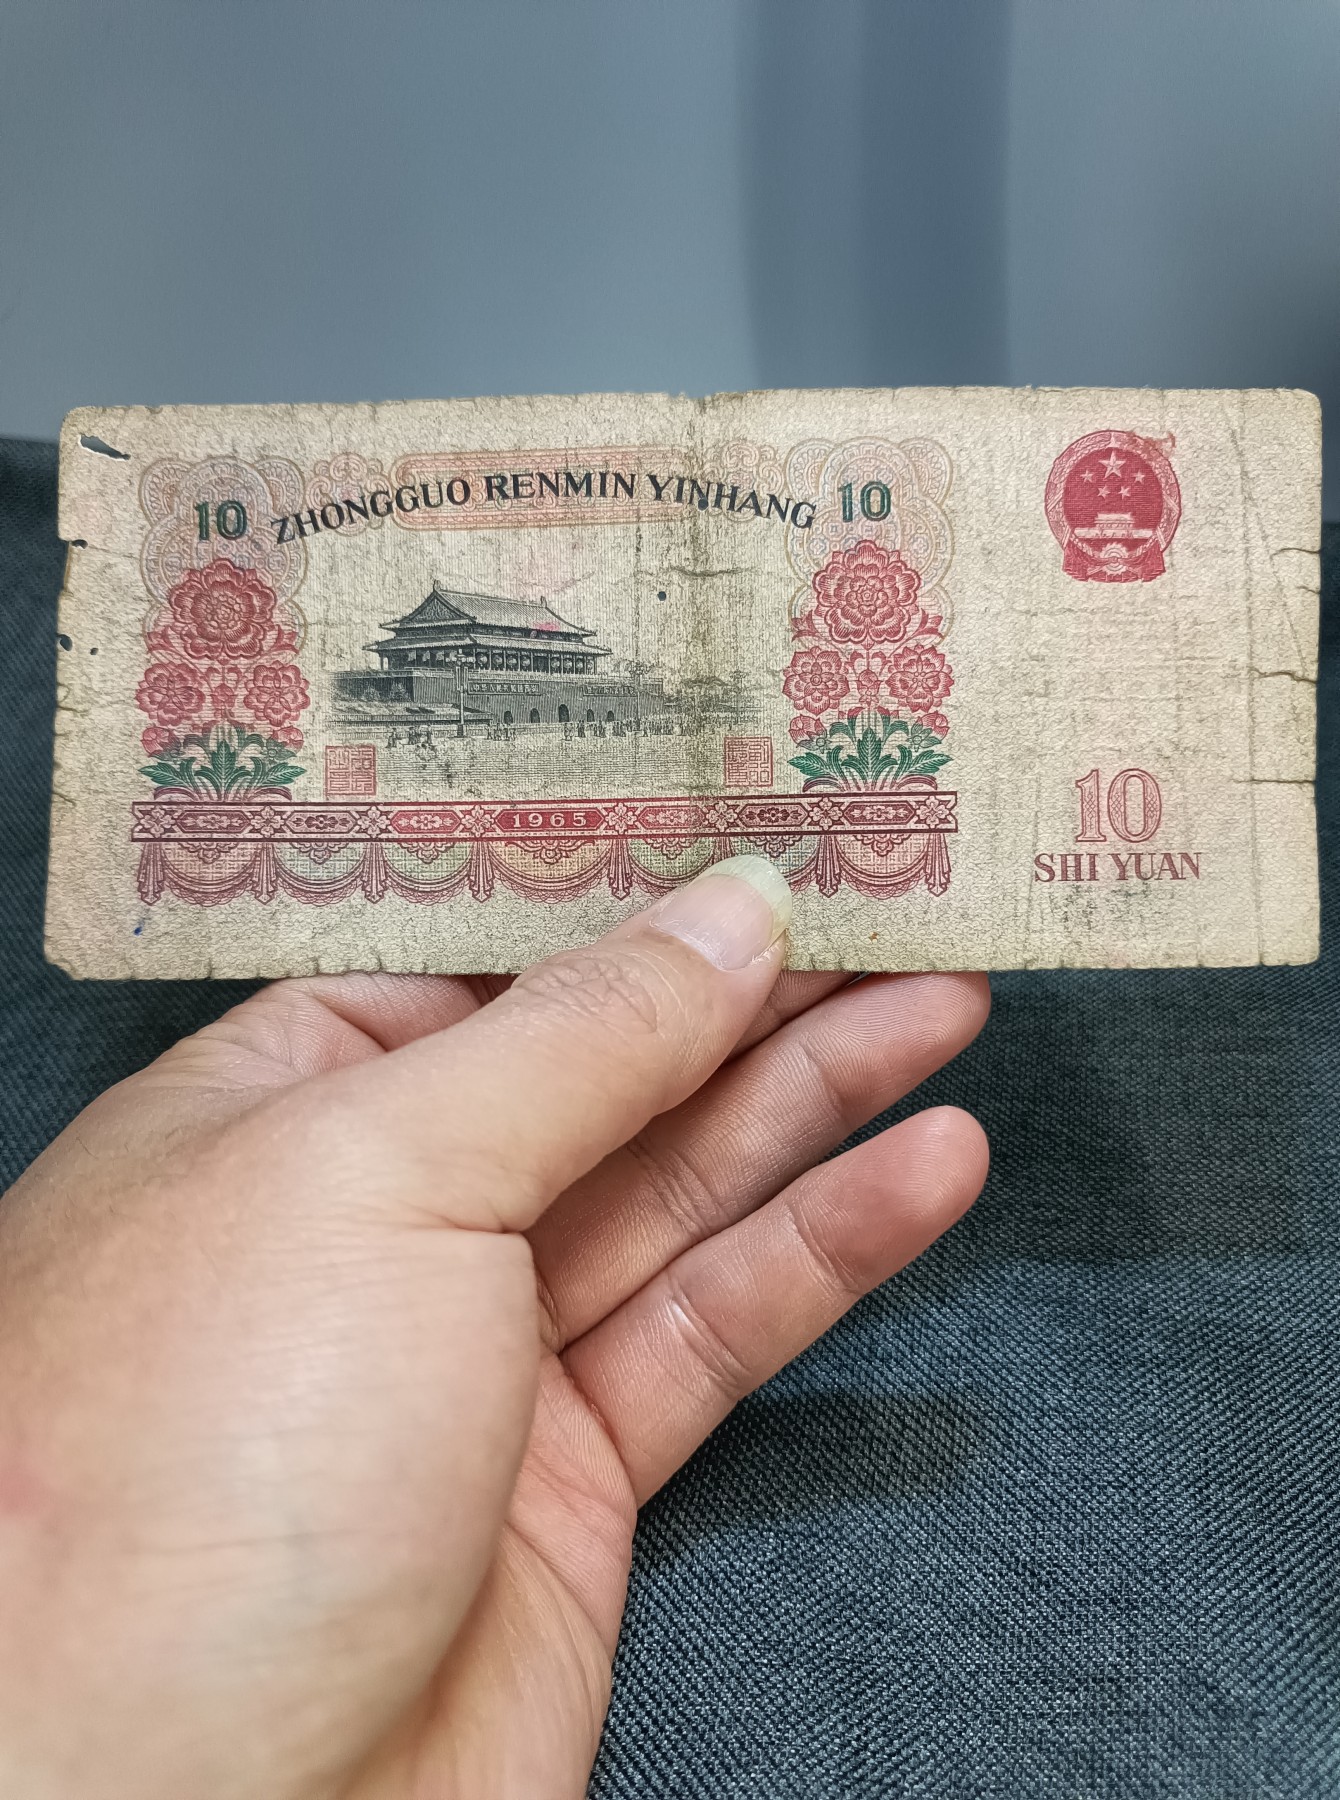 10 ZHONGGUO RENMIN YINHANG 10
1965
10
SHI YUAN